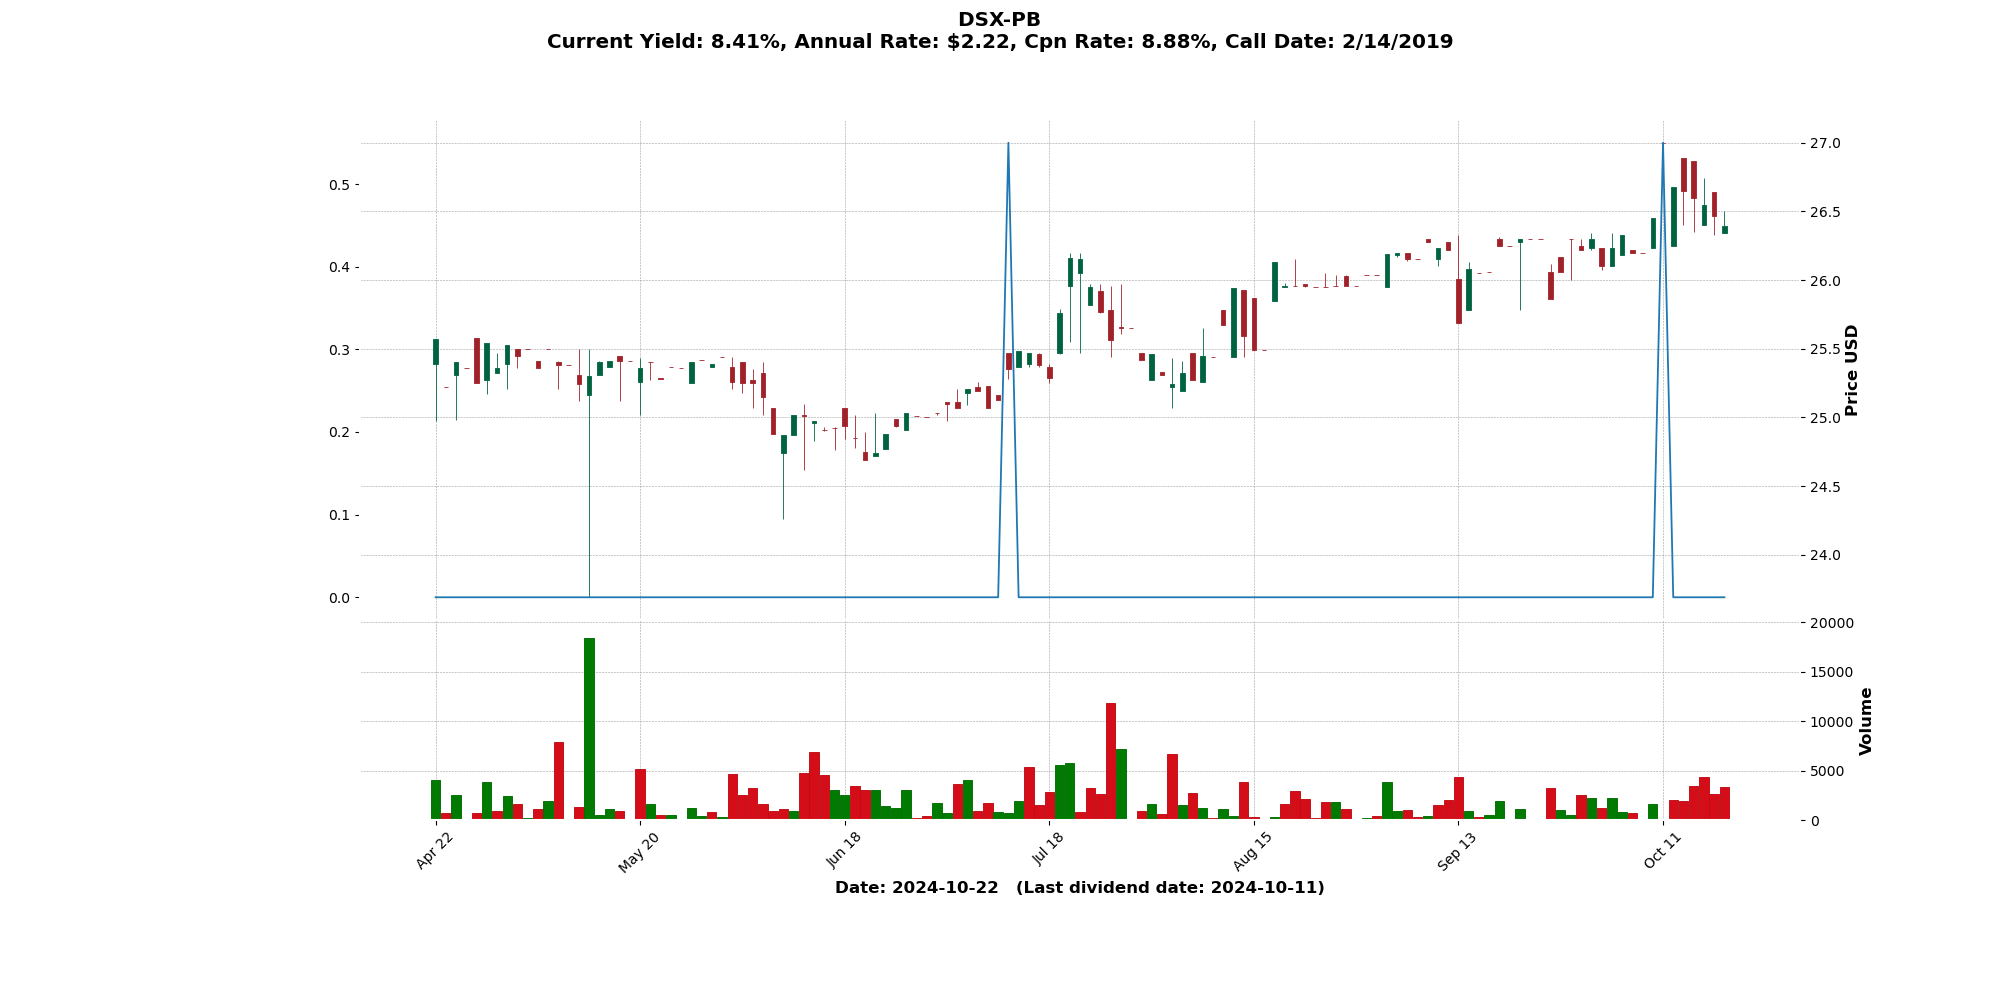 DSX-PB
Current Yield: 8.41%, Annual Rate: $2.22, Cpn Rate: 8.88%, Call Date: 2/14/2019
0.5
0.4
0.3
0.2
0.1
0.0
27.0
26.5
26.0
25.5
25.0
24.5
24.0
Price USD
20000
15000
10000
5000
0
Volume
Apr 22
May 20
Jun 18
Jul 18
Aug 15
Sep 13
Oct 11
Date: 2024-10-22   (Last dividend date: 2024-10-11)